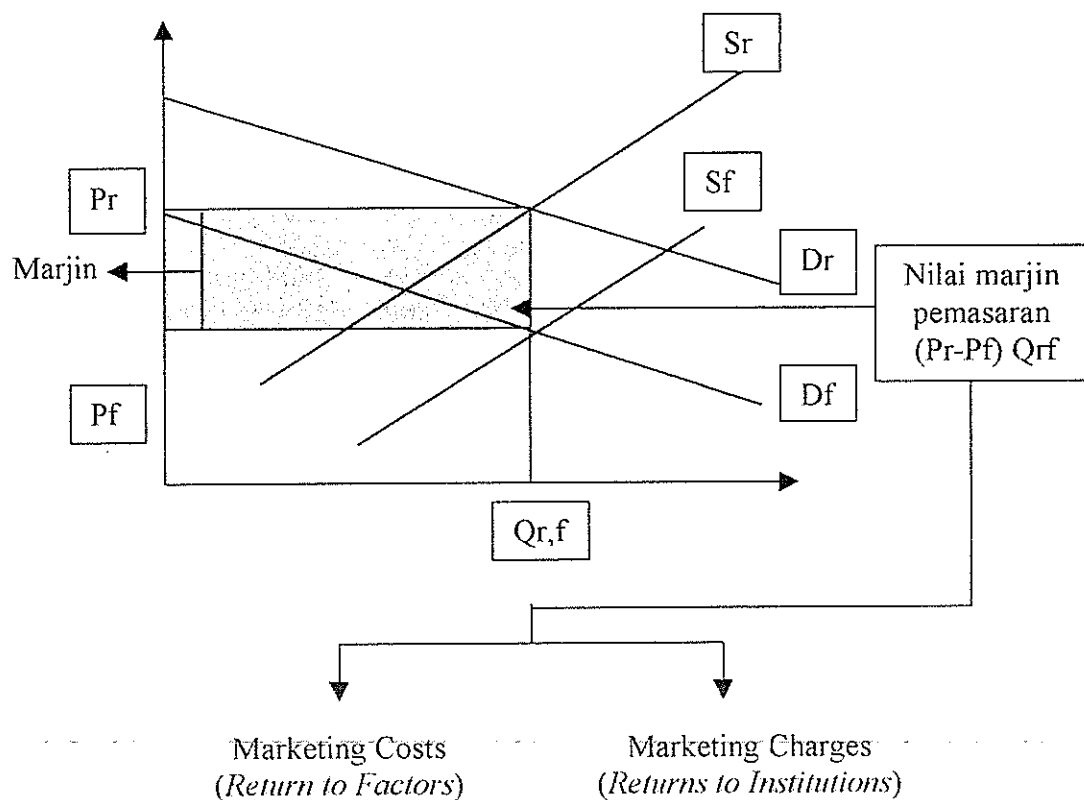 Sr
Sf
Pr
Marjin
Dr
Nilai marjin
pemasaran
(Pr-Pf) Qrf
Pf
Df
Qr,f
Marketing Costs
(Return to Factors)
Marketing Charges
(Returns to Institutions)